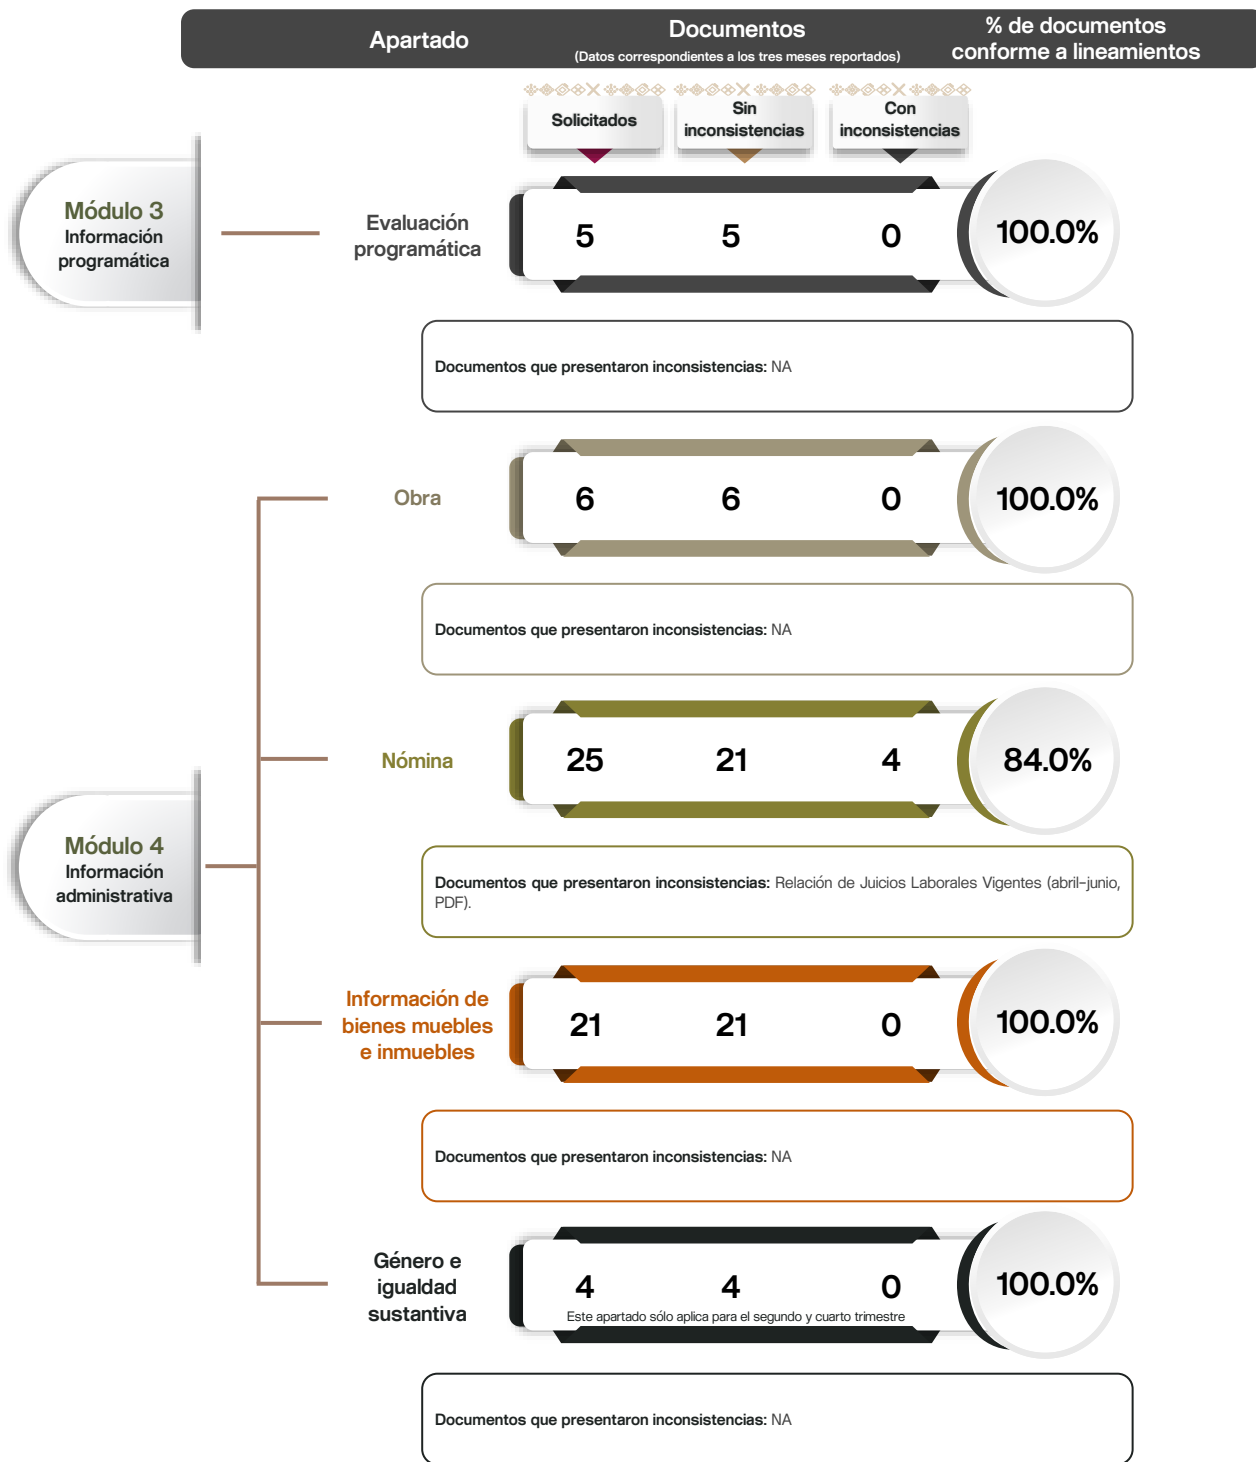 Apartado
Documentos
(Datos correspondientes a los tres meses reportados)
% de documentos
conforme a lineamientos
Solicitados
Sin
inconsistencias
Con
inconsistencias
Módulo 3
Información
programática
Evaluación
programática
5 5 0 100.0%
Documentos que presentaron inconsistencias: NA
Obra
6 6 0 100.0%
Documentos que presentaron inconsistencias: NA
Nómina
25 21 4 84.0%
Módulo 4
Información
administrativa
Documentos que presentaron inconsistencias: Relación de Juicios Laborales Vigentes (abril-junio,
PDF).
Información de
bienes muebles
e inmuebles
21 21 0 100.0%
Documentos que presentaron inconsistencias: NA
Género e
igualdad
sustantiva
4 4 0 100.0%
Este apartado sólo aplica para el segundo y cuarto trimestre
Documentos que presentaron inconsistencias: NA